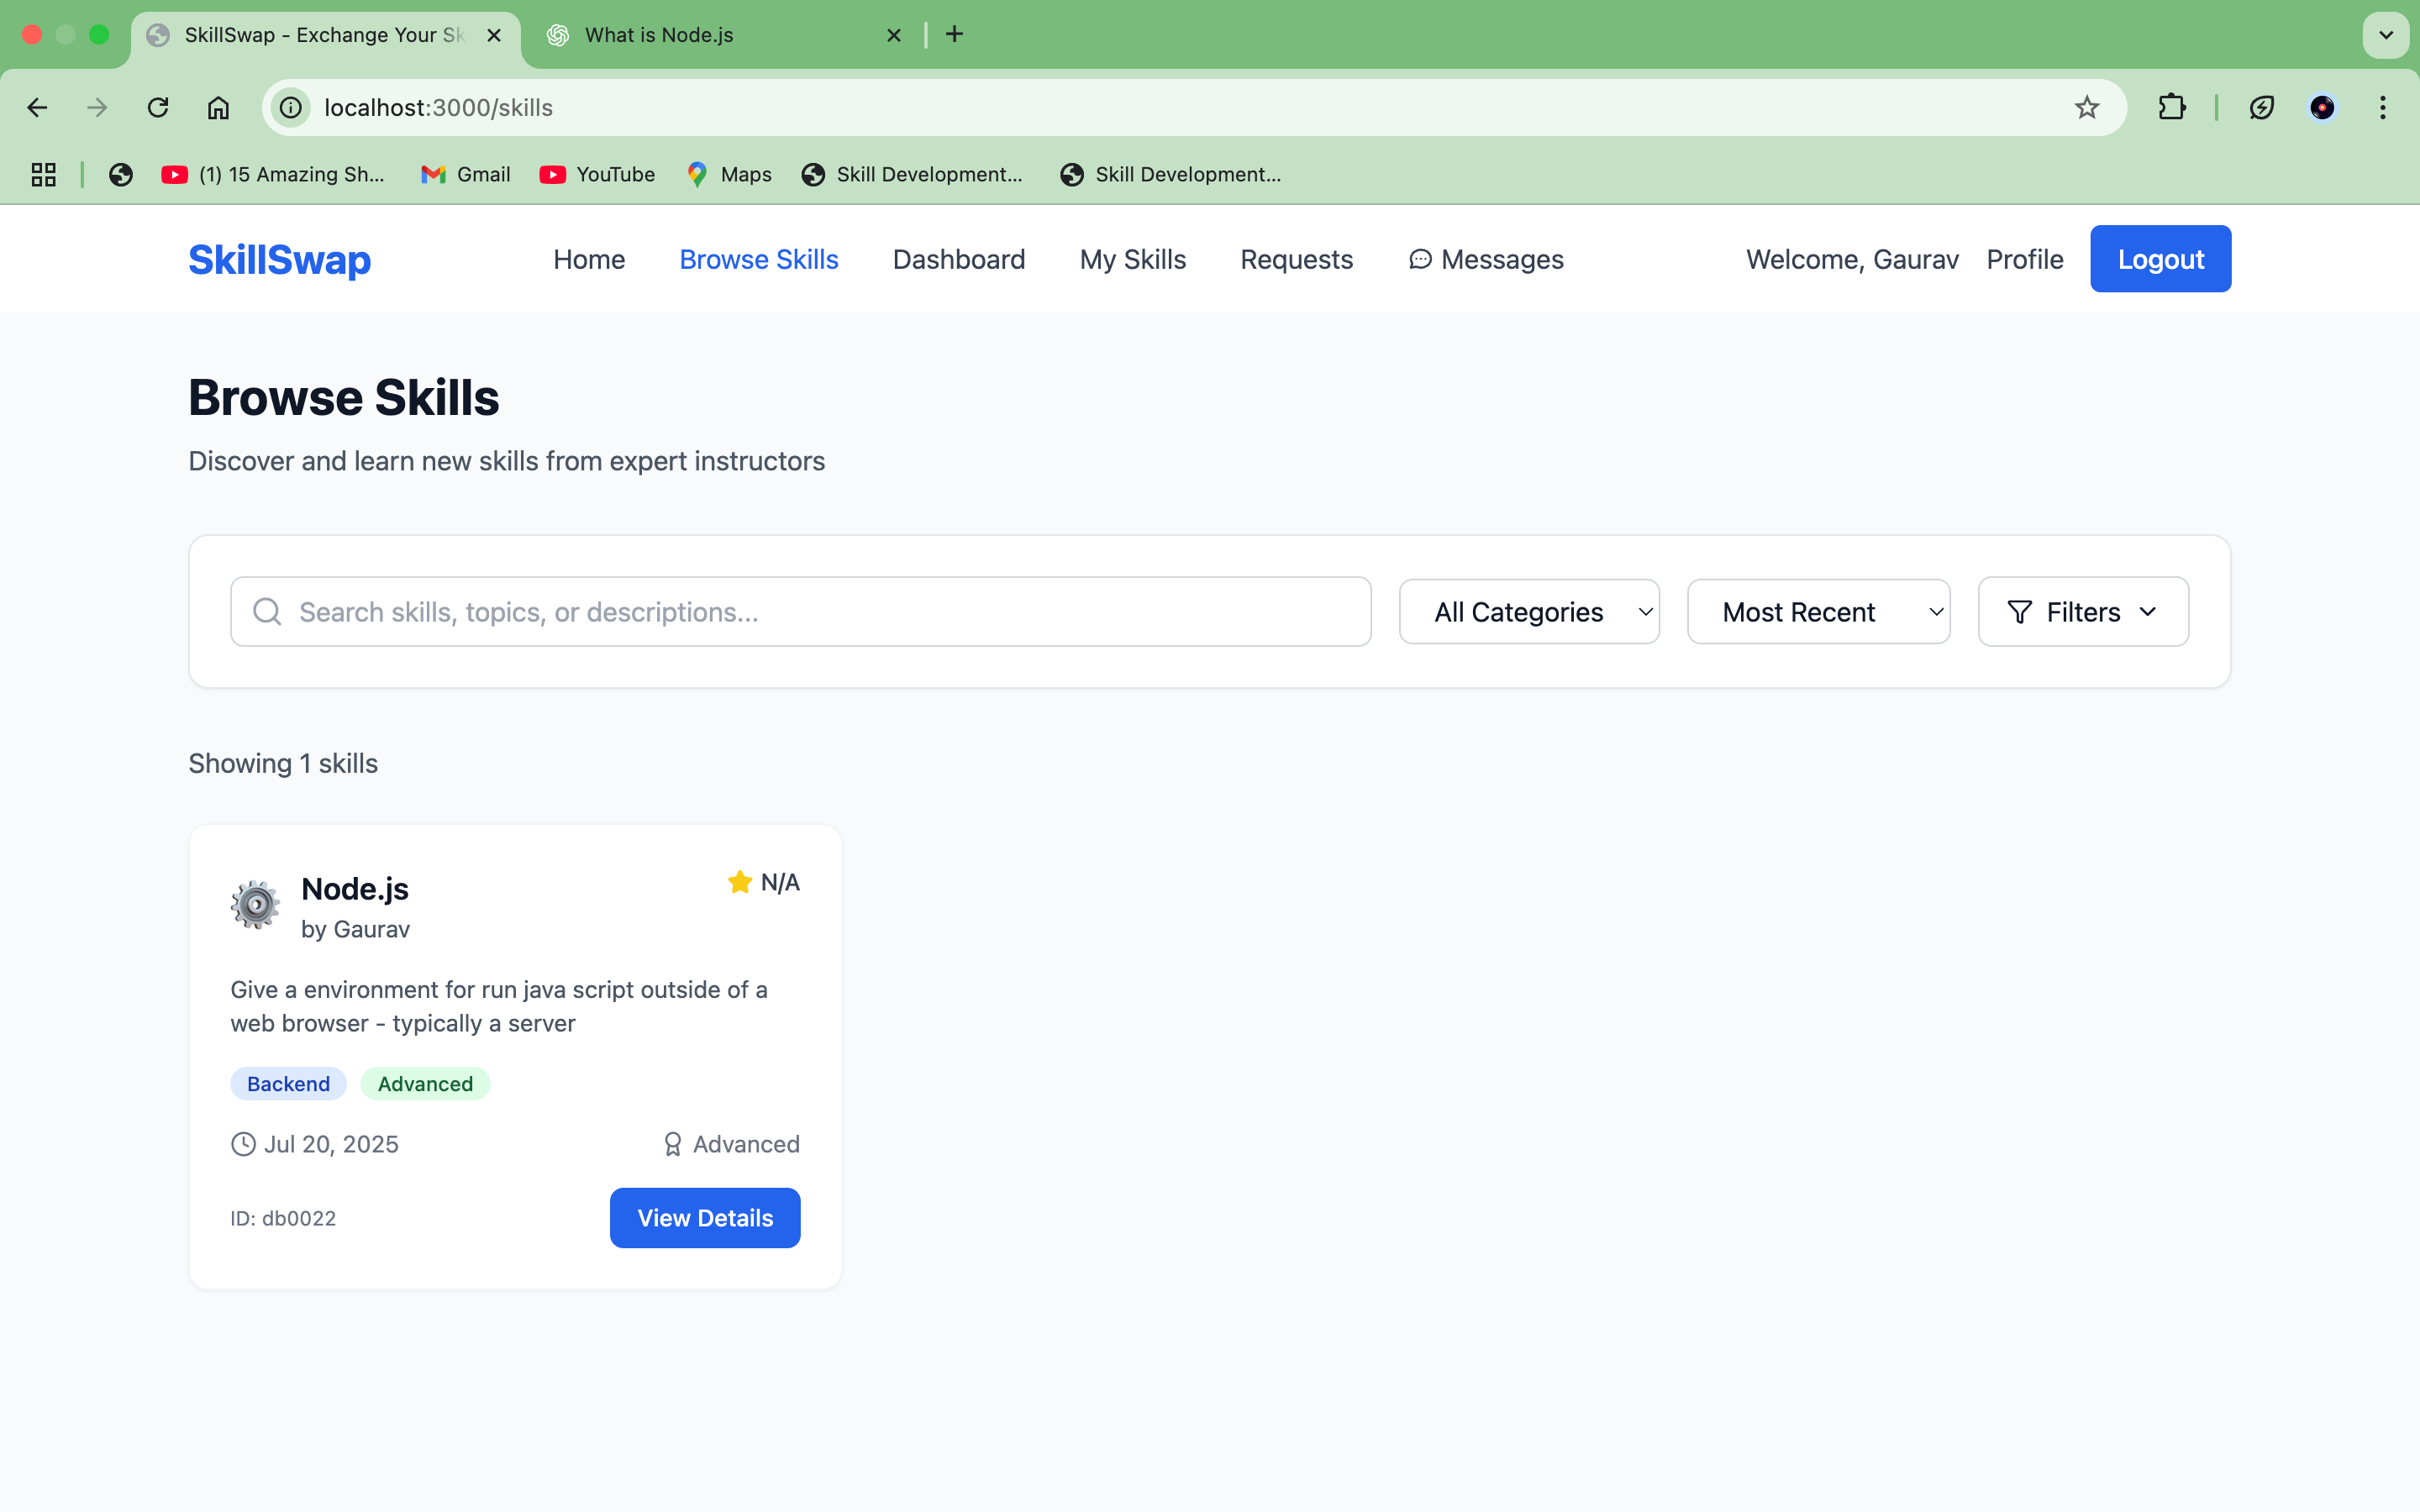 SkillSwap - Exchange Your Sk
What is Node.js
localhost:3000/skills
(1) 15 Amazing Sh...
Gmail
YouTube
Maps
Skill Development...
Skill Development...
SkillSwap
Home
Browse Skills
Dashboard
My Skills
Requests
Messages
Welcome, Gaurav
Profile
Logout
Browse Skills
Discover and learn new skills from expert instructors
Search skills, topics, or descriptions...
All Categories
Most Recent
Filters
Showing 1 skills
Node.js
N/A
by Gaurav
Give a environment for run java script outside of a
web browser - typically a server
Backend
Advanced
Jul 20, 2025
Advanced
ID: db0022
View Details